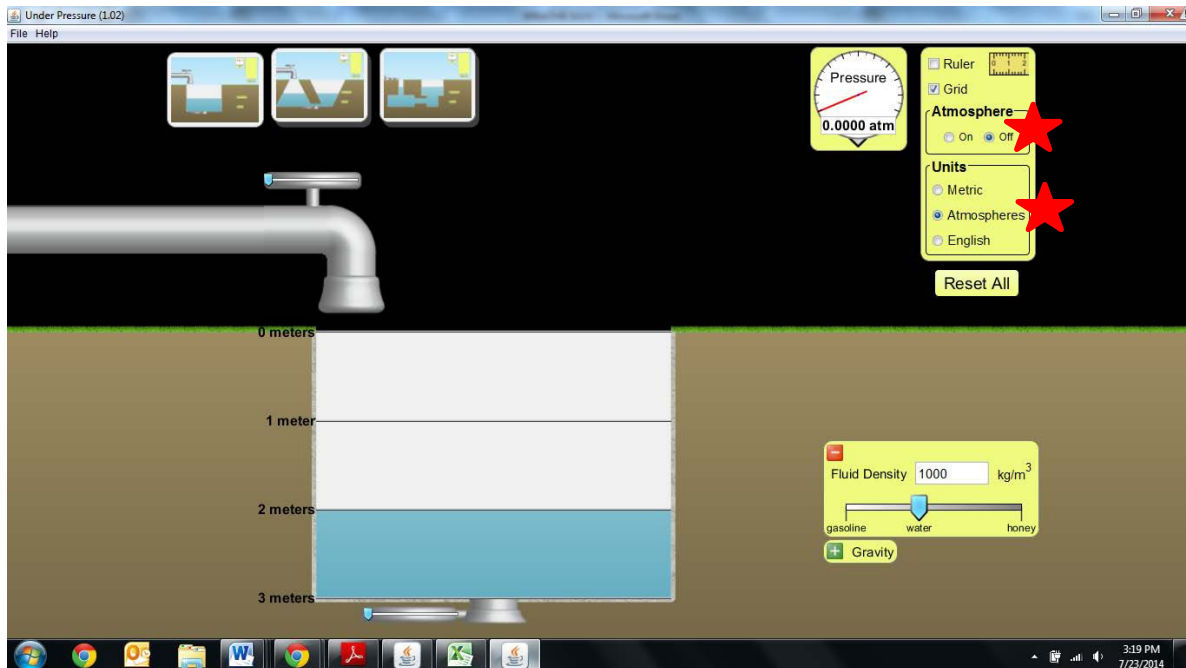 Under Pressure (1.02)
File Help
Pressure
0.0000 atm
Ruler
0 1 2
Grid
Atmosphere
On Off
Units
Metric
Atmospheres
English
Reset All
0 meters
1 meter
2 meters
3 meters
Fluid Density 1000 kg/m³
gasoline water honey
Gravity
3:19 PM
7/23/2014